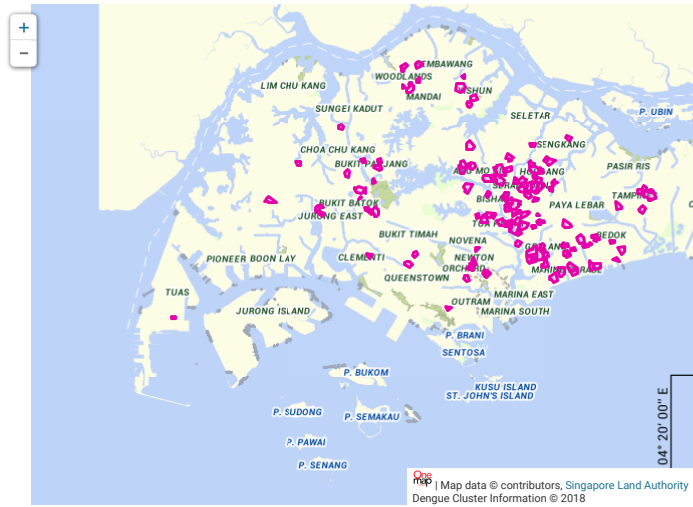 +
−
SEMBAWANG
WOODLANDS
LIM CHU KANG
MANDAI
YISHUN
SUNGEI KADUT
SELETAR
P. UBIN
CHOA CHU KANG
SENGKANG
BUKIT PANJANG
ANG MO KIO
HOUGANG
PASIR RIS
SERANGOON
TAMPINES
BISHAN
BUKIT BATOK
PAYA LEBAR
JURONG EAST
TOA PAYOH
BUKIT TIMAH
BEDOK
NOVENA
GEYLANG
PIONEER BOON LAY
CLEMENTI
NEWTON
ORCHARD
MARINE PARADE
QUEENSTOWN
TUAS
MARINA EAST
OUTRAM
JURONG ISLAND
MARINA SOUTH
P. BRANI
SENTOSA
P. BUKOM
KUSU ISLAND
ST. JOHN'S ISLAND
P. SUDONG
P. SEMAKAU
P. PAWAI
P. SENANG
04° 20' 00" E
One map | Map data © contributors, Singapore Land Authority
Dengue Cluster Information © 2018